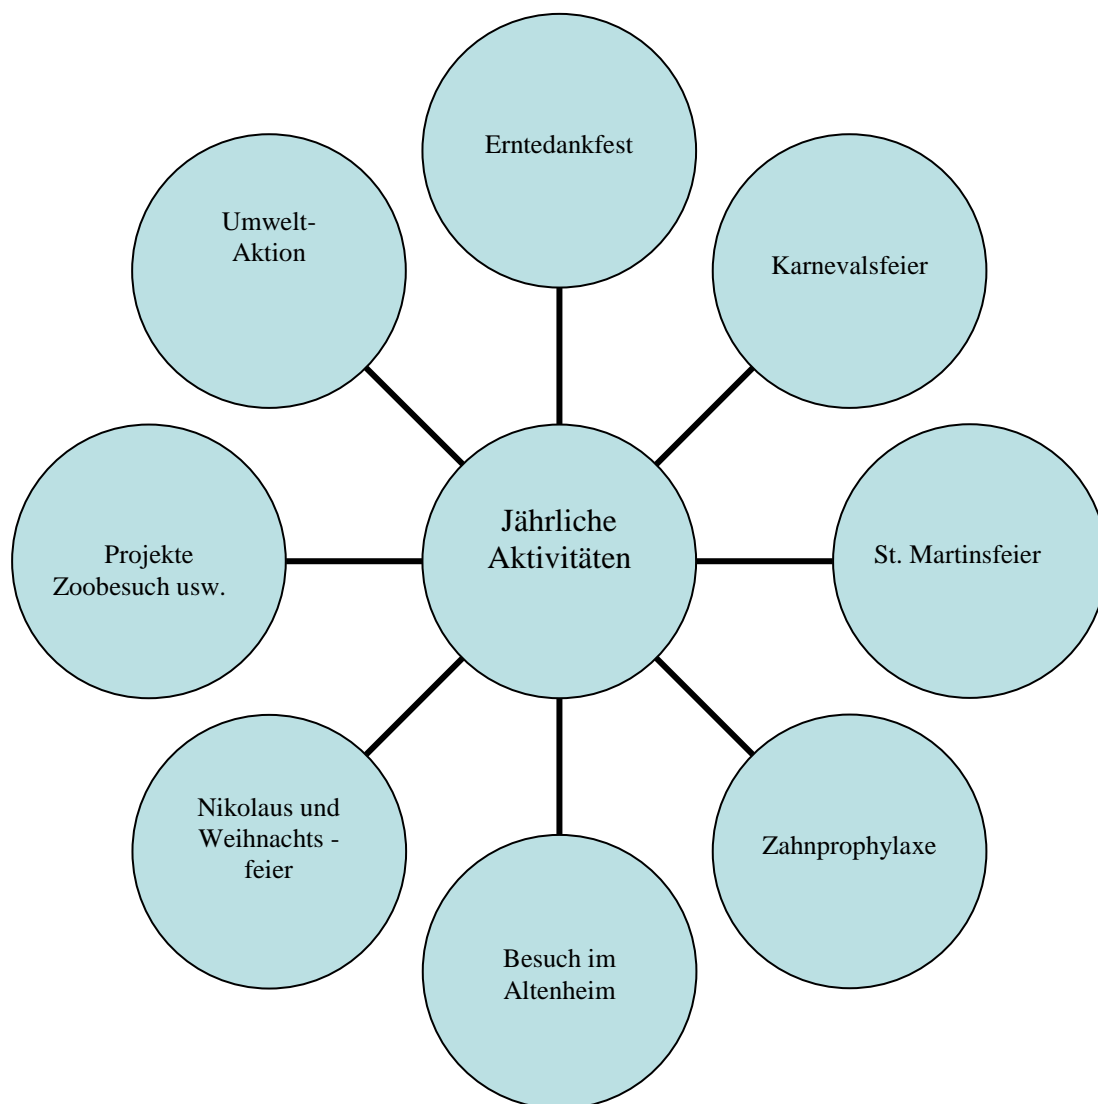 Erntedankfest
Umwelt-
Aktion
Karnevalsfeier
Jährliche
Aktivitäten
Projekte
Zoobesuch usw.
St. Martinsfeier
Nikolaus und
Weihnachts -
feier
Zahnprophylaxe
Besuch im
Altenheim